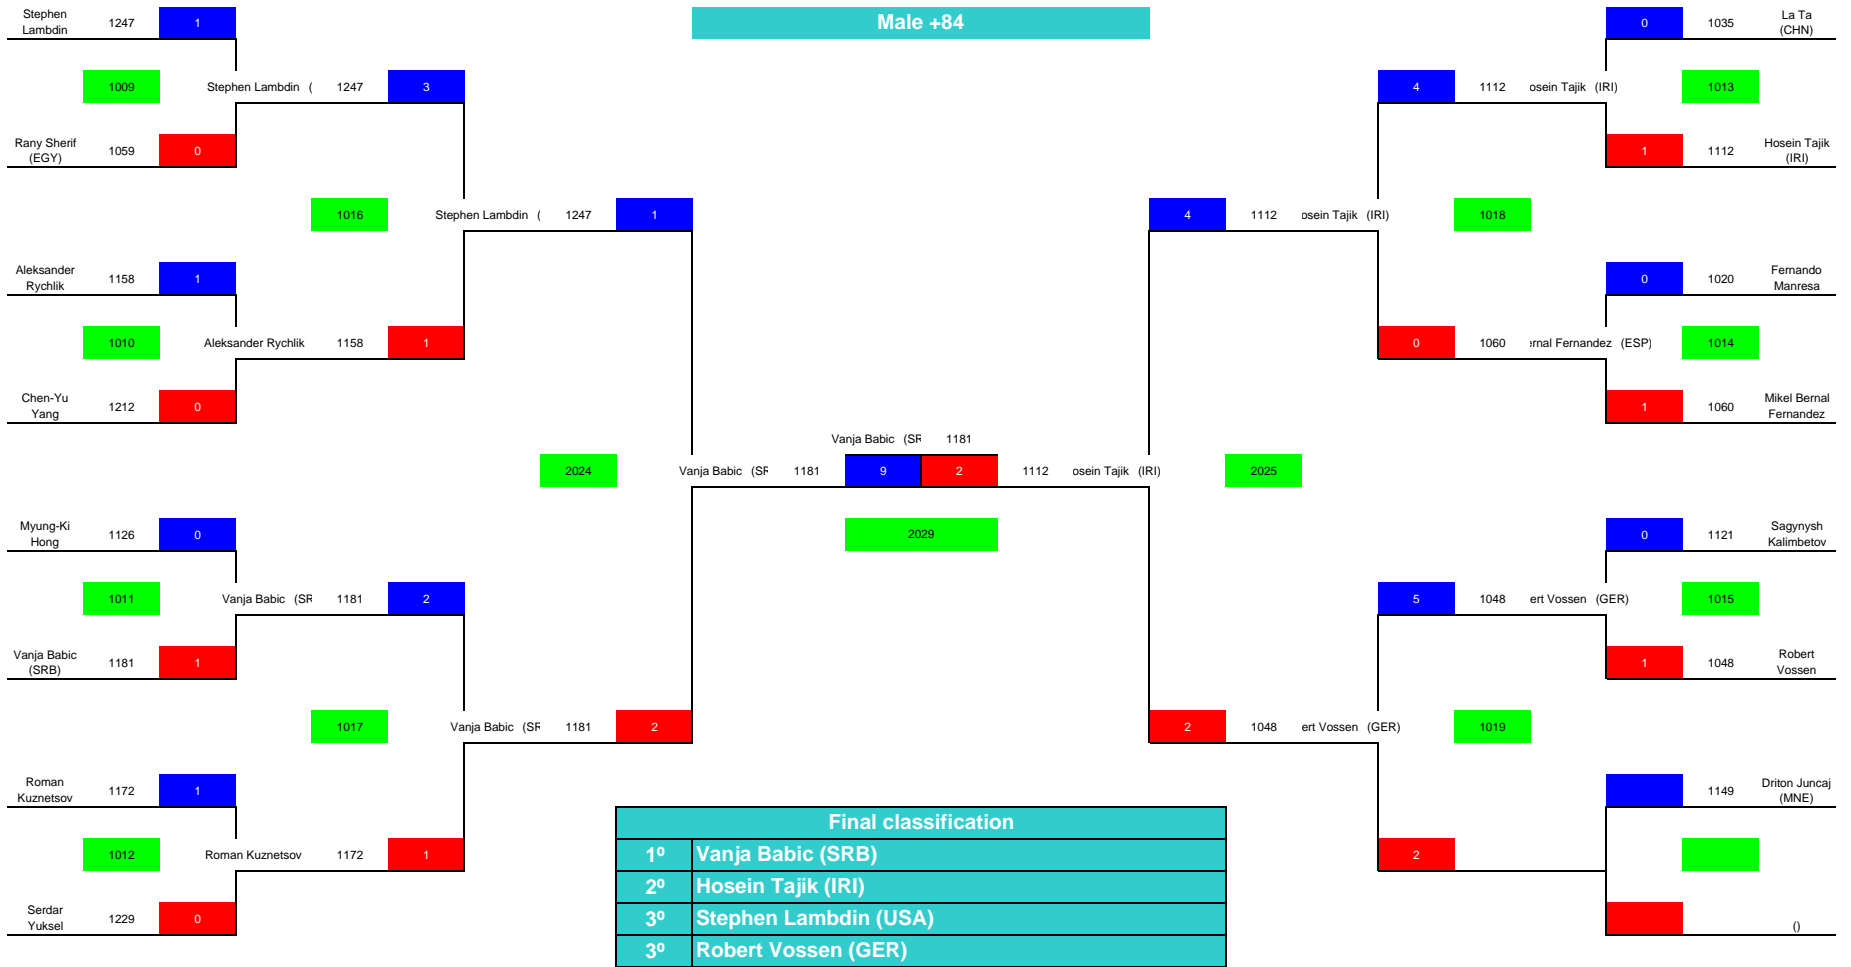 Male +84
Stephen
Lambdin
1247
1
1009
Stephen Lambdin (
1247
3
Rany Sherif
(EGY)
1059
0
1016
Stephen Lambdin (
1247
1
Aleksander
Rychlik
1158
1
1010
Aleksander Rychlik
1158
1
Chen-Yu
Yang
1212
0
2024
Vanja Babic (SR
1181
Vanja Babic (SF
1181
9
2
1112
osein Tajik (IRI)
2025
2029
Myung-Ki
Hong
1126
0
1011
Vanja Babic (SR
1181
2
Vanja Babic
(SRB)
1181
1
1017
Vanja Babic (SF
1181
2
Roman
Kuznetsov
1172
1
1012
Roman Kuznetsov
1172
1
Serdar
Yuksel
1229
0
0
1035
La Ta
(CHN)
4
1112
osein Tajik (IRI)
1013
1
1112
Hosein Tajik
(IRI)
4
1112
osein Tajik (IRI)
1018
0
1020
Fernando
Manresa
0
1060
ernal Fernandez (ESP)
1014
1
1060
Mikel Bernal
Fernandez
0
1121
Sagynysh
Kalimbetov
5
1048
ert Vossen (GER)
1015
1
1048
Robert
Vossen
2
1048
ert Vossen (GER)
1019
1149
Driton Juncaj
(MNE)
2
()
Final classification
1º Vanja Babic (SRB)
2º Hosein Tajik (IRI)
3º Stephen Lambdin (USA)
3º Robert Vossen (GER)